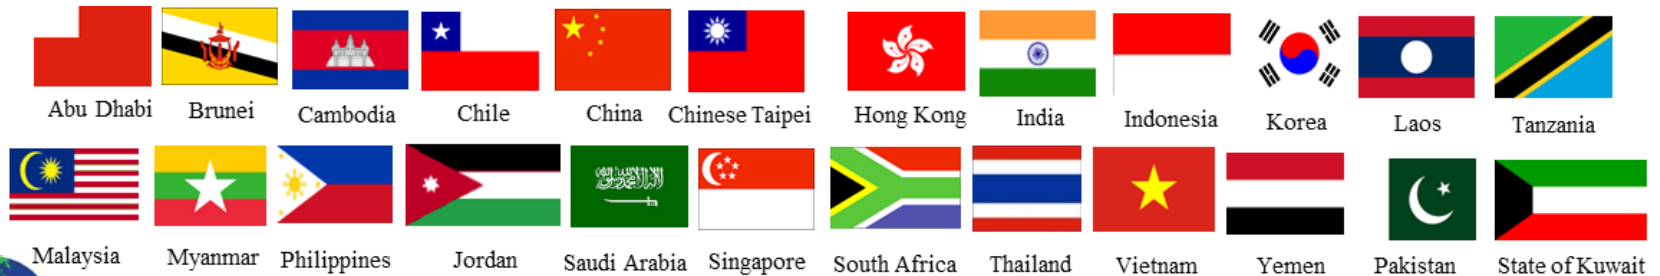 Abu Dhabi Brunei Cambodia Chile China Chinese Taipei Hong Kong India Indonesia Korea Laos Tanzania
Malaysia Myanmar Philippines Jordan Saudi Arabia Singapore South Africa Thailand Vietnam Yemen Pakistan State of Kuwait